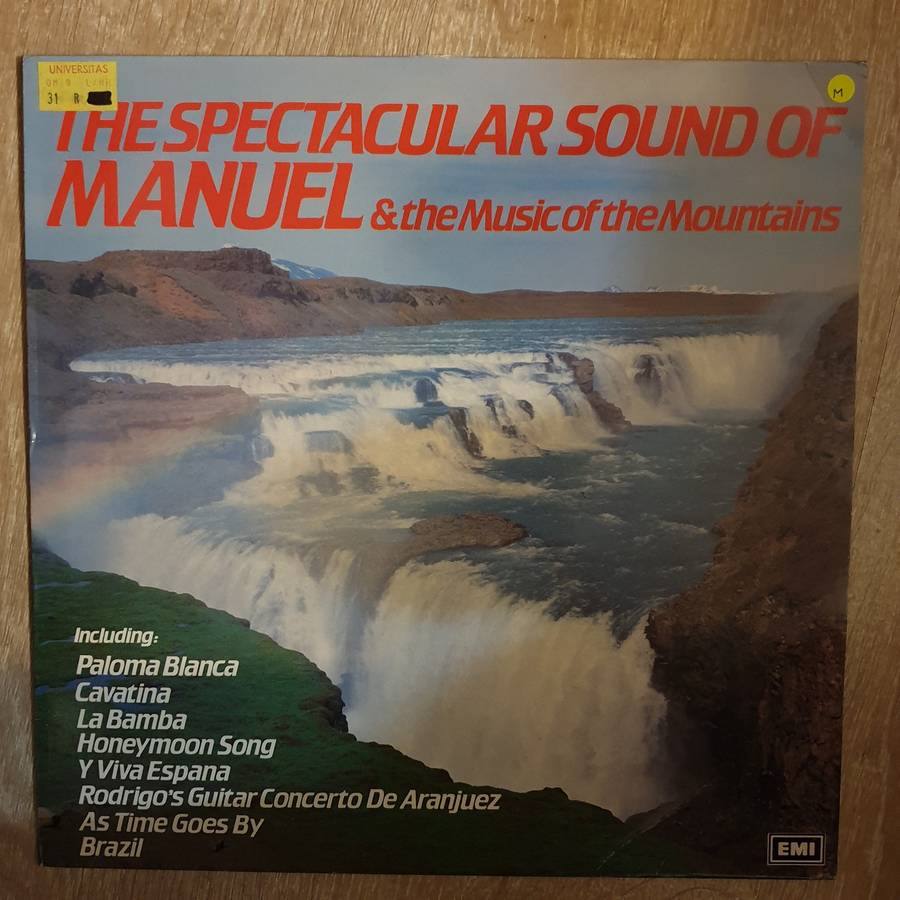 UNIVERSITAS
31 R
M
THE SPECTACULAR SOUND OF
MANUEL & the Music of the Mountains
Including:
Paloma Blanca
Cavatina
La Bamba
Honeymoon Song
Y Viva Espana
Rodrigo's Guitar Concerto De Aranjuez
As Time Goes By
Brazil
EMI